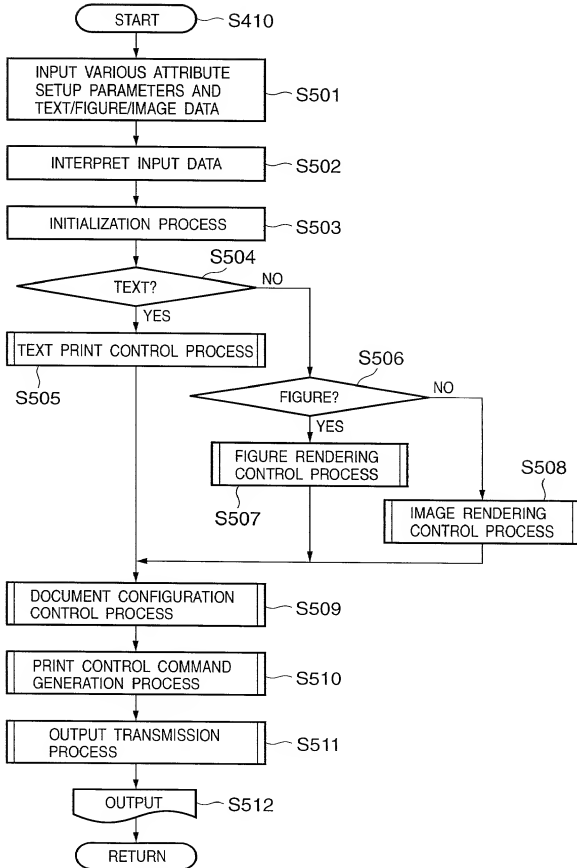 START
S410
INPUT VARIOUS ATTRIBUTE
SETUP PARAMETERS AND
TEXT/FIGURE/IMAGE DATA
S501
INTERPRET INPUT DATA
S502
INITIALIZATION PROCESS
S503
S504
TEXT?
NO
YES
TEXT PRINT CONTROL PROCESS
S505
S506
FIGURE?
NO
YES
FIGURE RENDERING
CONTROL PROCESS
S507
S508
IMAGE RENDERING
CONTROL PROCESS
DOCUMENT CONFIGURATION
CONTROL PROCESS
S509
PRINT CONTROL COMMAND
GENERATION PROCESS
S510
OUTPUT TRANSMISSION
PROCESS
S511
OUTPUT
S512
RETURN